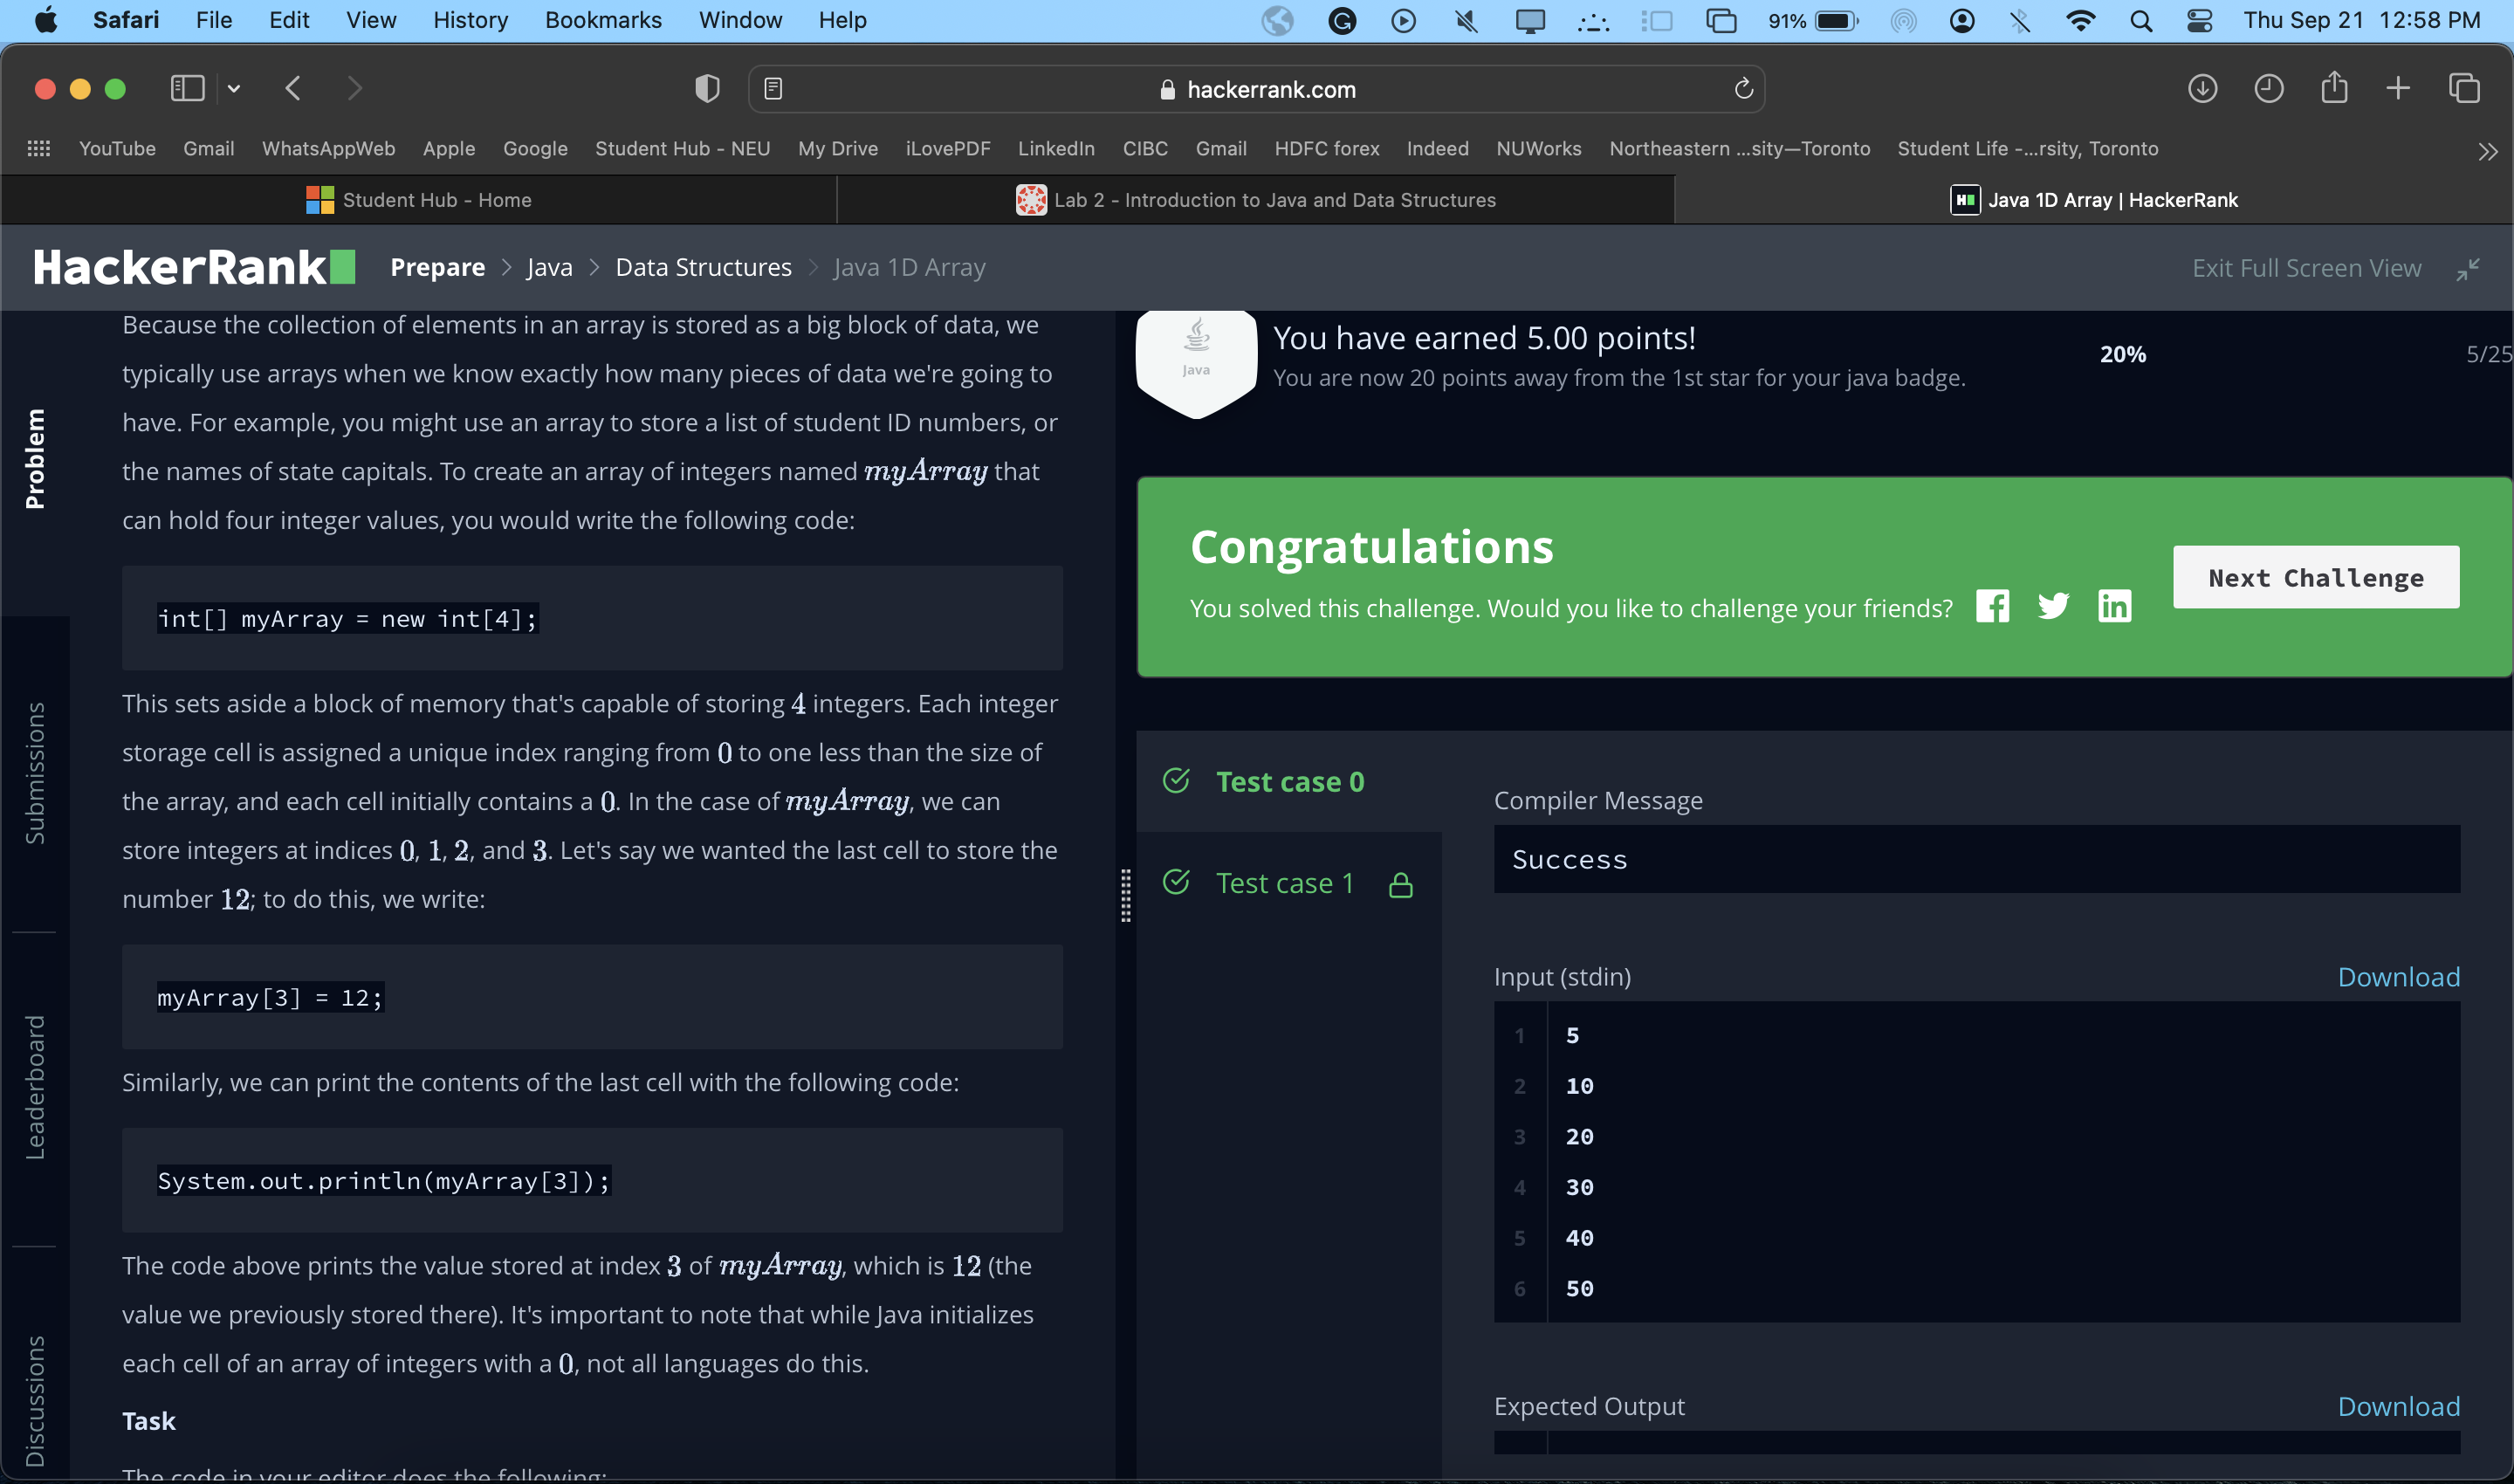 Safari File Edit View History Bookmarks Window Help 91% Thu Sep 21 12:58 PM
hackerrank.com
YouTube Gmail WhatsAppWeb Apple Google Student Hub - NEU My Drive iLovePDF LinkedIn CIBC Gmail HDFC forex Indeed NUWorks Northeastern ...sity—Toronto Student Life -...rsity, Toronto
Student Hub - Home
Lab 2 - Introduction to Java and Data Structures
Java 1D Array | HackerRank
HackerRank Prepare > Java > Data Structures > Java 1D Array Exit Full Screen View
Problem
Submissions
Leaderboard
Discussions
Because the collection of elements in an array is stored as a big block of data, we
typically use arrays when we know exactly how many pieces of data we're going to
have. For example, you might use an array to store a list of student ID numbers, or
the names of state capitals. To create an array of integers named myArray that
can hold four integer values, you would write the following code:
int[] myArray = new int[4];
This sets aside a block of memory that's capable of storing 4 integers. Each integer
storage cell is assigned a unique index ranging from 0 to one less than the size of
the array, and each cell initially contains a 0. In the case of myArray, we can
store integers at indices 0, 1, 2, and 3. Let's say we wanted the last cell to store the
number 12; to do this, we write:
myArray[3] = 12;
Similarly, we can print the contents of the last cell with the following code:
System.out.println(myArray[3]);
The code above prints the value stored at index 3 of myArray, which is 12 (the
value we previously stored there). It's important to note that while Java initializes
each cell of an array of integers with a 0, not all languages do this.
Task
The code in your editor does the following:
Java
You have earned 5.00 points!
You are now 20 points away from the 1st star for your java badge.
20%
5/25
Congratulations
You solved this challenge. Would you like to challenge your friends?
Next Challenge
Test case 0
Test case 1
Compiler Message
Success
Input (stdin) Download
1 5
2 10
3 20
4 30
5 40
6 50
Expected Output Download